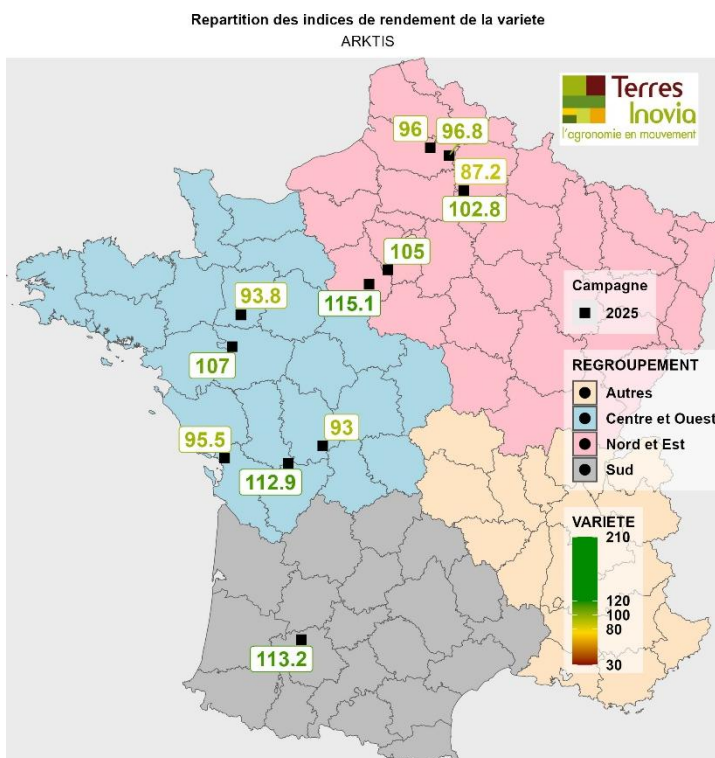 Repartition des indices de rendement de la variete
ARKTIS
Terres
Inovia
l'agronomie en mouvement
96
96.8
87.2
102.8
105
115.1
93.8
107
95.5
93
112.9
113.2
Campagne
2025
REGROUPEMENT
Autres
Centre et Ouest
Nord et Est
Sud
VARIETE
210
120
100
80
30